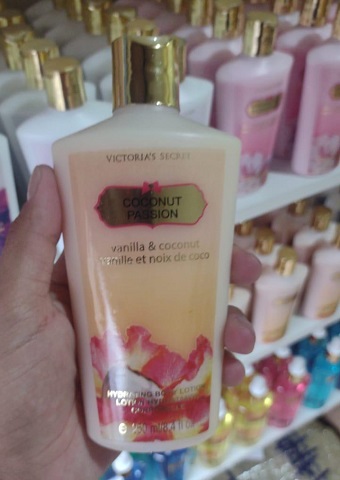 VICTORIA'S SECRET
COCONUT
PASSION
vanilla & coconut
vanille et noix de coco
HYDRATING BODY LOTION